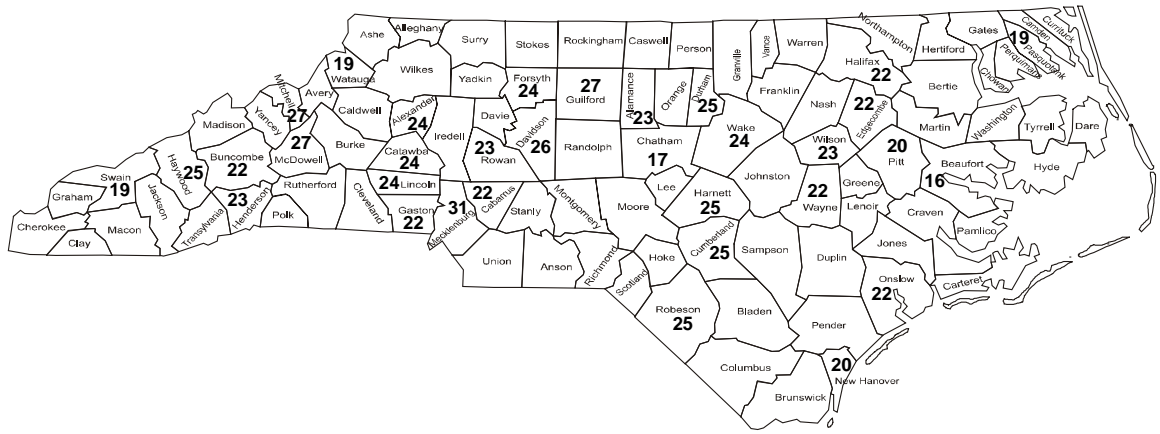 Ashe
Alleghany
Surry
Stokes
Rockingham
Caswell
Person
Granville
Vance
Warren
Northampton
Hertiford
Gates
Camden
Currituck
Pasquotank
Perquimans
Chowan
19
19
Watauga
Wilkes
Yadkin
Forsyth
24
27
Guilford
Alamance
23
Orange
Durham
25
Franklin
Halifax
22
Nash
22
Edgecombe
Bertie
Martin
Washington
Tyrrell
Dare
Mitchell
27
Avery
Caldwell
Alexander
24
Iredell
Davie
Davidson
26
Randolph
Chatham
17
Wake
24
Wilson
23
20
Pitt
Beaufort
16
Hyde
Madison
Yancey
27
McDowell
Burke
Catawba
24
23
Rowan
Buncombe
22
Haywood
25
Swain
19
Graham
Jackson
Cherokee
Macon
Clay
Transylvania
23
Henderson
Rutherford
Polk
Cleveland
24 Lincoln
Gaston
22
31
Mecklenburg
22
Cabarrus
Stanly
Montgomery
Moore
Lee
Harnett
25
Johnston
22
Wayne
Greene
Lenoir
Craven
Pamlico
Jones
Carteret
Onslow
22
Duplin
Sampson
Cumberland
25
Hoke
Scotland
Richmond
Anson
Union
Robeson
25
Bladen
Pender
Columbus
20
New Hanover
Brunswick